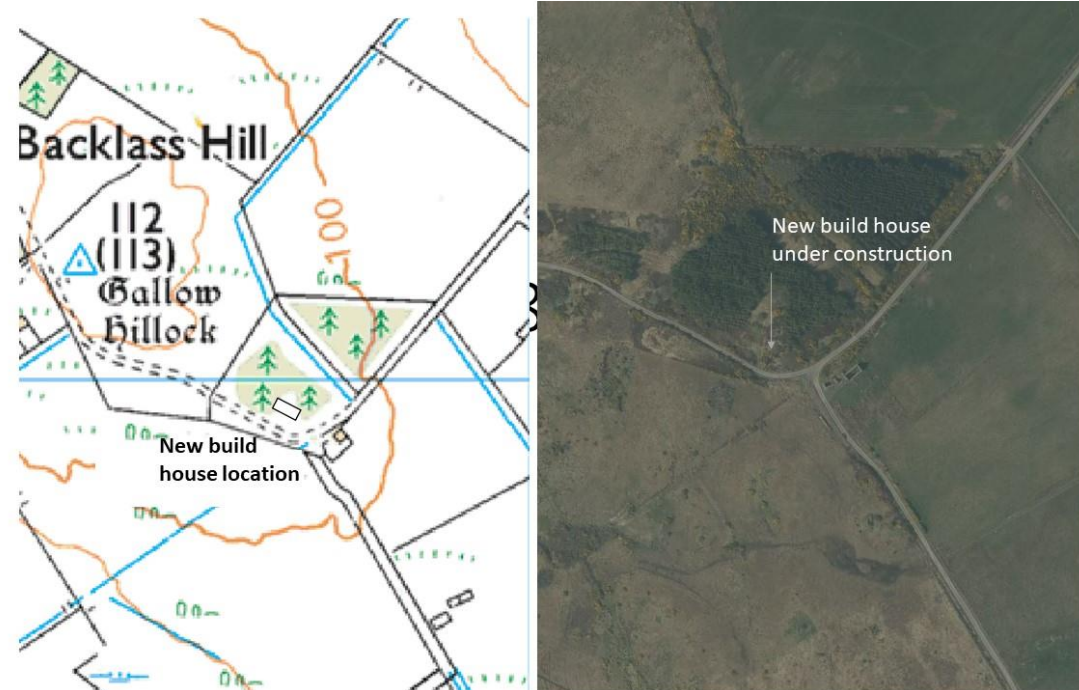 Backlass Hill
112
(113)
Gallow
Hillock
100
New build
house location
New build house
under construction